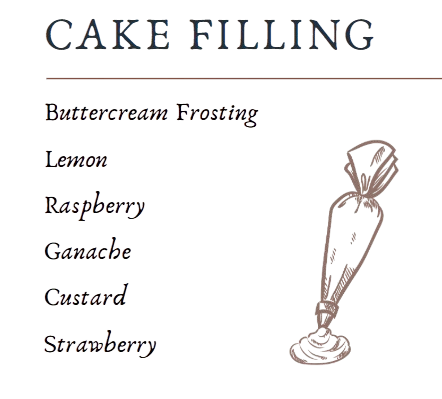 CAKE FILLING
Buttercream Frosting
Lemon
Raspberry
Ganache
Custard
Strawberry